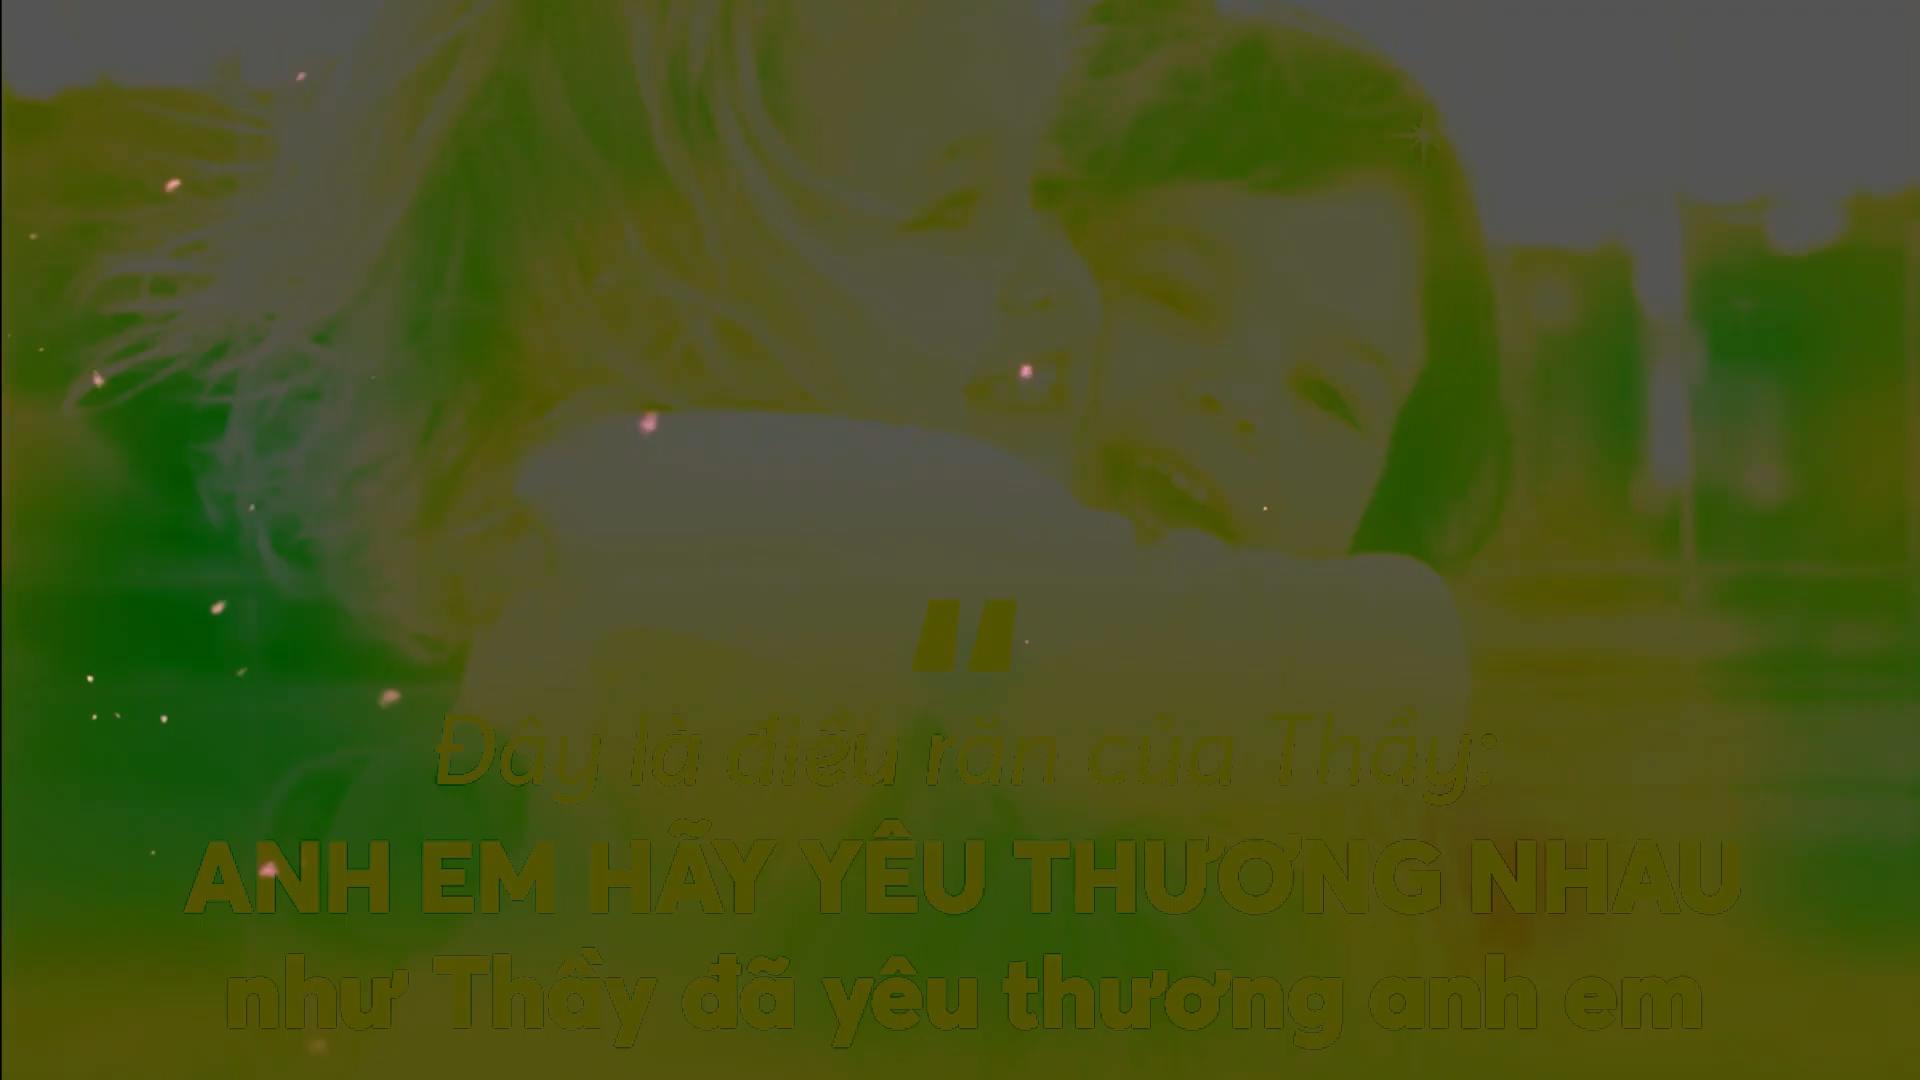 "
Đây là điều răn của Thầy:
ANH EM HÃY YÊU THƯƠNG NHAU
như Thầy đã yêu thương anh em